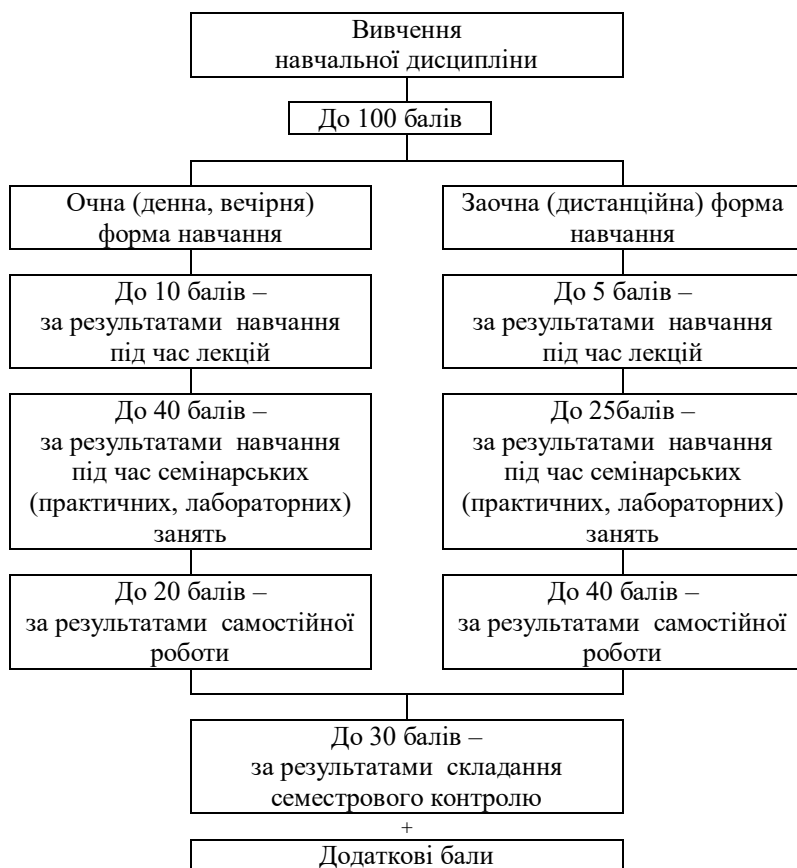 Вивчення
навчальної дисципліни
До 100 балів
Очна (денна, вечірня)
форма навчання
Заочна (дистанційна) форма
навчання
До 10 балів –
за результатами навчання
під час лекцій
До 5 балів –
за результатами навчання
під час лекцій
До 40 балів –
за результатами навчання
під час семінарських
(практичних, лабораторних)
занять
До 25балів –
за результатами навчання
під час семінарських
(практичних, лабораторних)
занять
До 20 балів –
за результатами самостійної
роботи
До 40 балів –
за результатами самостійної
роботи
До 30 балів –
за результатами складання
семестрового контролю
+
Додаткові бали